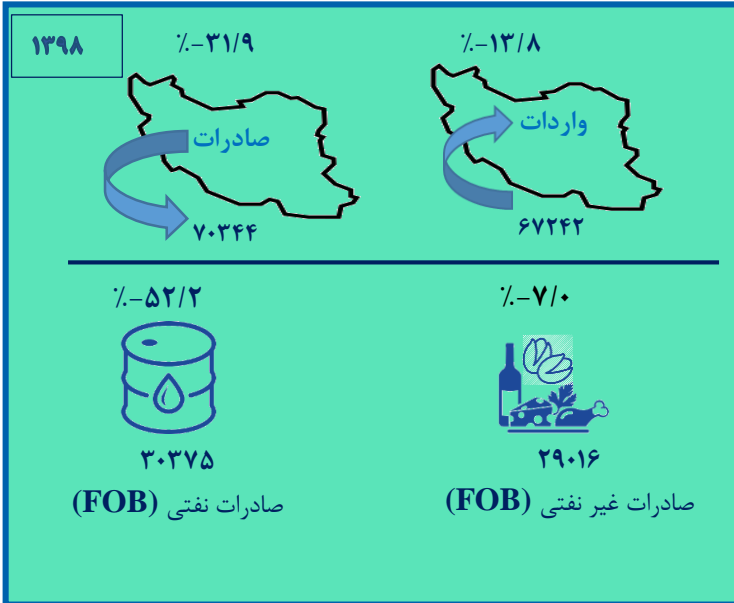 ۱۳۹۸
%-۱۳/۸
واردات
۶۷۲۴۲
%-۳۱/۹
صادرات
۷۰۳۴۴
%-۷/۰
۲۹۰۱۶
صادرات غیر نفتی (FOB)
%-۵۲/۲
۳۰۳۷۵
صادرات نفتی (FOB)